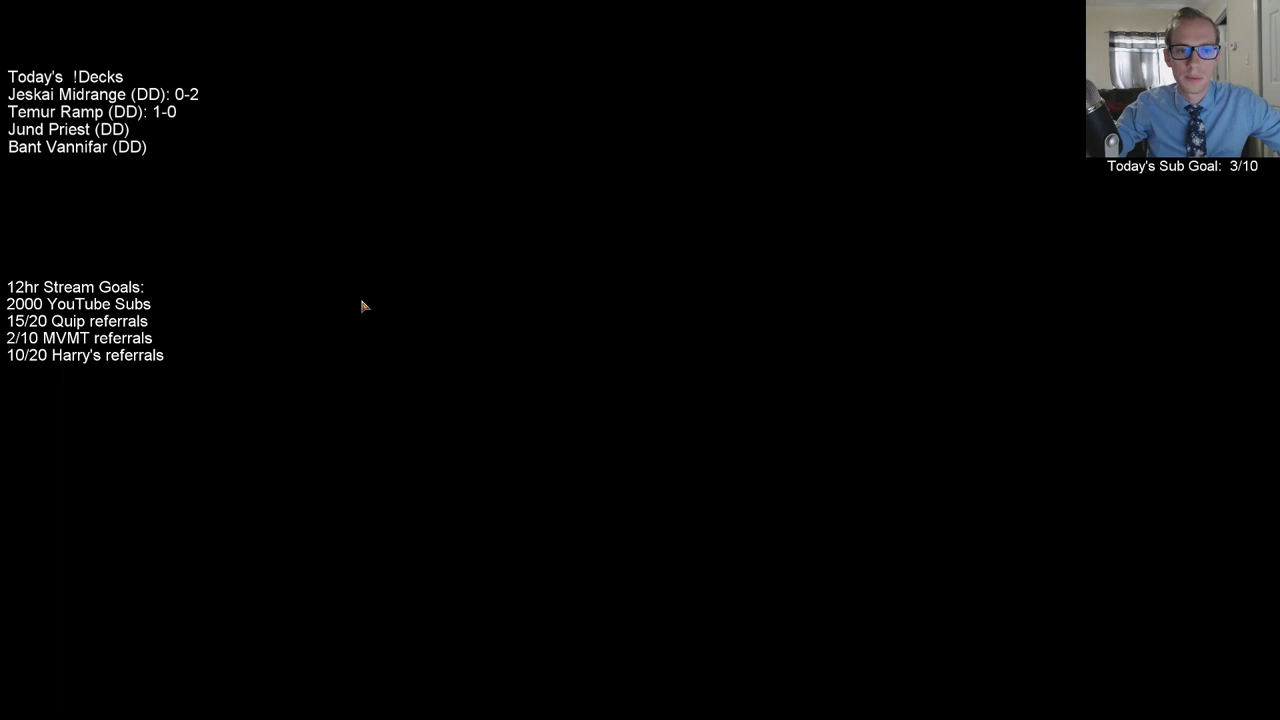 Today's !Decks
Jeskai Midrange (DD): 0-2
Temur Ramp (DD): 1-0
Jund Priest (DD)
Bant Vannifar (DD)
Today's Sub Goal: 3/10
12hr Stream Goals:
2000 YouTube Subs
15/20 Quip referrals
2/10 MVMT referrals
10/20 Harry's referrals